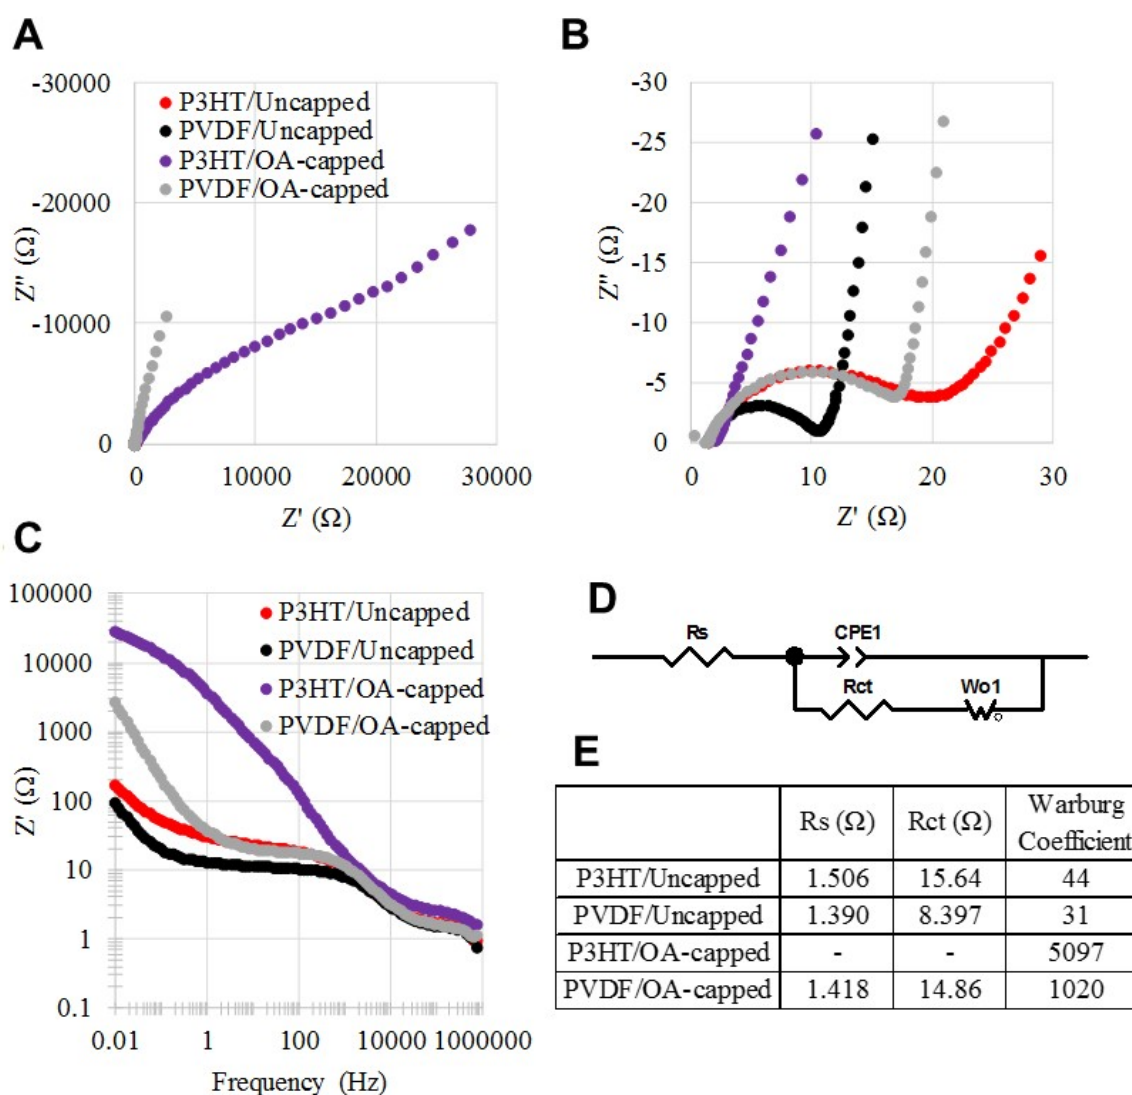 A
-30000
-20000
-10000
0
Z'' (Ω)
P3HT/Uncapped
PVDF/Uncapped
P3HT/OA-capped
PVDF/OA-capped
0 10000 20000 30000
Z' (Ω)
B
-30
-25
-20
-15
-10
-5
0
Z'' (Ω)
0 10 20 30
Z' (Ω)
C
100000
10000
1000
100
10
1
0.1
Z' (Ω)
P3HT/Uncapped
PVDF/Uncapped
P3HT/OA-capped
PVDF/OA-capped
0.01 1 100 10000 1000000
Frequency (Hz)
D
Rs CPE1
Rct Wo1
E
Rs (Ω) Rct (Ω) Warburg
Coefficient
P3HT/Uncapped 1.506 15.64 44
PVDF/Uncapped 1.390 8.397 31
P3HT/OA-capped - - 5097
PVDF/OA-capped 1.418 14.86 1020